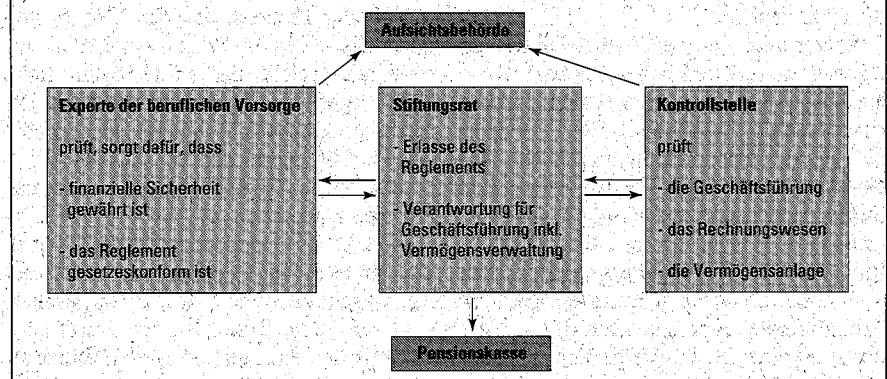 Aufsichtsbehörde
Experte der beruflichen Vorsorge
prüft, sorgt dafür, dass
- finanzielle Sicherheit
gewährt ist
- das Reglement
gesetzeskonform ist
Stiftungsrat
- Erlasse des
Reglements
- Verantwortung für
Geschäftsführung inkl.
Vermögensverwaltung
Kontrollstelle
prüft
- die Geschäftsführung
- das Rechnungswesen
- die Vermögensanlage
Pensionskasse